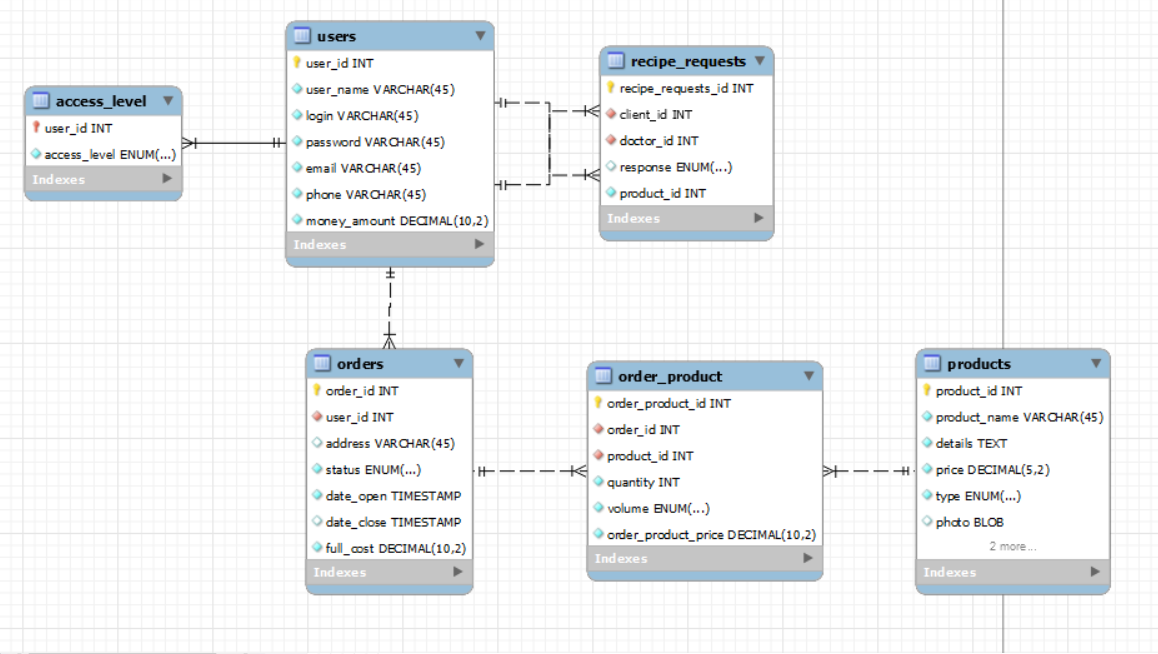 users
user_id INT
user_name VARCHAR(45)
login VARCHAR(45)
password VARCHAR(45)
email VARCHAR(45)
phone VARCHAR(45)
money_amount DECIMAL(10,2)
Indexes
recipe_requests
recipe_requests_id INT
client_id INT
doctor_id INT
response ENUM(...)
product_id INT
Indexes
access_level
user_id INT
access_level ENUM(...)
Indexes
orders
order_id INT
user_id INT
address VARCHAR(45)
status ENUM(...)
date_open TIMESTAMP
date_close TIMESTAMP
full_cost DECIMAL(10,2)
Indexes
order_product
order_product_id INT
order_id INT
product_id INT
quantity INT
volume ENUM(...)
order_product_price DECIMAL(10,2)
Indexes
products
product_id INT
product_name VARCHAR(45)
details TEXT
price DECIMAL(5,2)
type ENUM(...)
photo BLOB
2 more...
Indexes